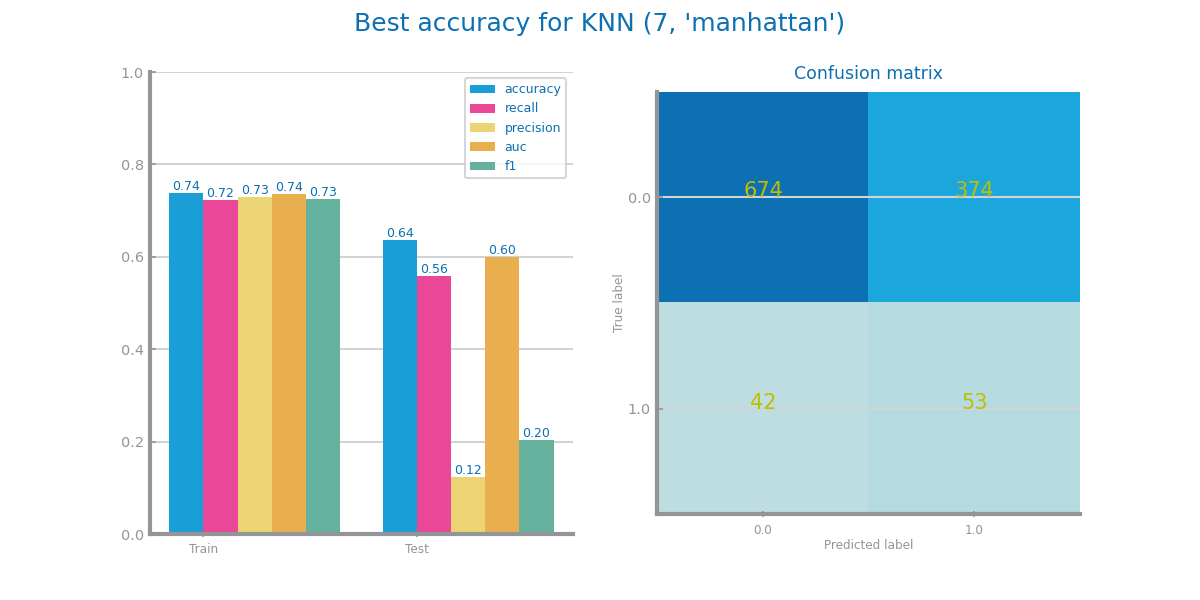 Best accuracy for KNN (7, 'manhattan')
1.0
0.8
0.6
0.4
0.2
0.0
accuracy
recall
precision
auc
f1
0.74
0.72
0.73
0.74
0.73
0.64
0.56
0.12
0.60
0.20
Train
Test
Confusion matrix
True label
0.0
1.0
674
374
42
53
0.0
1.0
Predicted label